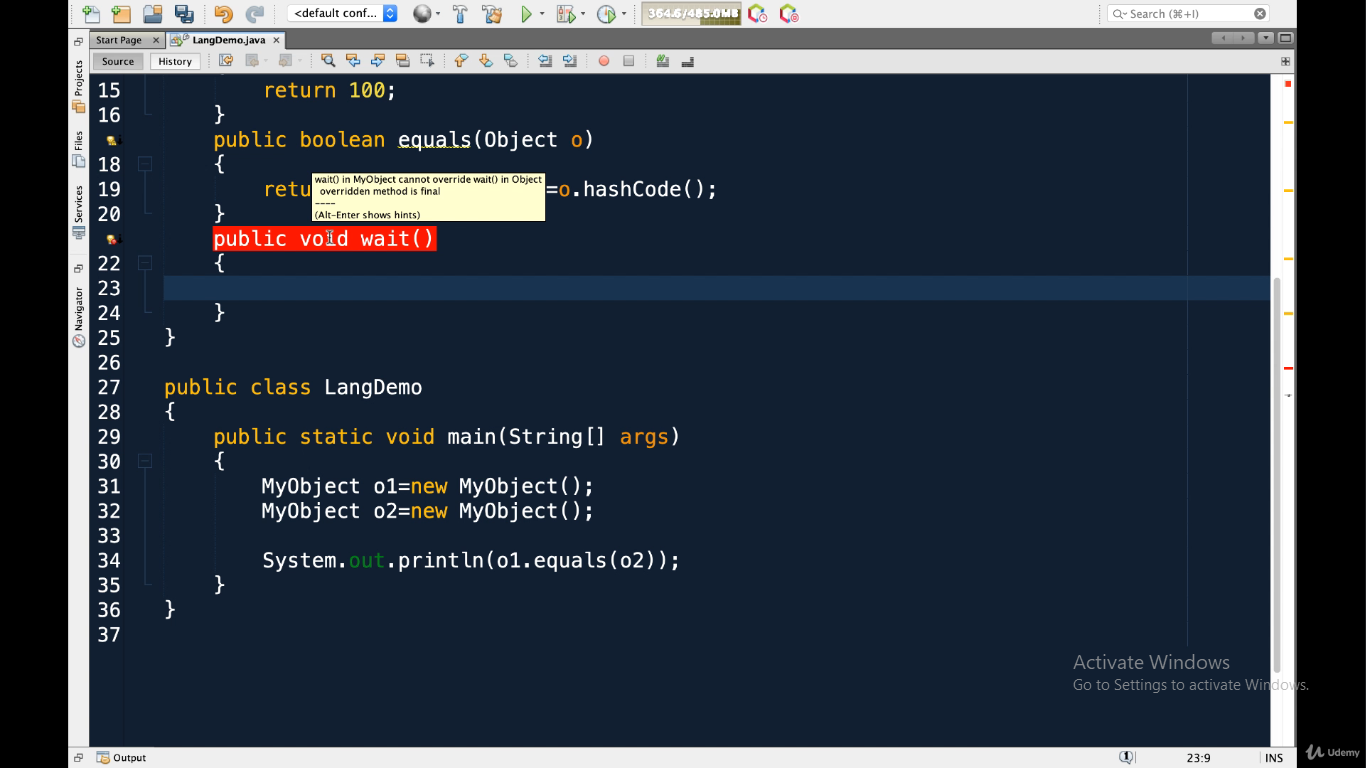 <default conf...
364.6/485.0MB
Search (⌘+I)
Start Page
LangDemo.java
Source
History
Projects
Files
Services
Navigator
15 return 100;
16 }
public boolean equals(Object o)
18 {
19 retu =o.hashCode();
wait() in MyObject cannot override wait() in Object
overridden method is final
----
(Alt-Enter shows hints)
20 }
public void wait()
22 {
23
24 }
25 }
26
27 public class LangDemo
28 {
29 public static void main(String[] args)
30 {
31 MyObject o1=new MyObject();
32 MyObject o2=new MyObject();
33
34 System.out.println(o1.equals(o2));
35 }
36 }
37
Activate Windows
Go to Settings to activate Windows.
Output
1
23:9
INS
Udemy